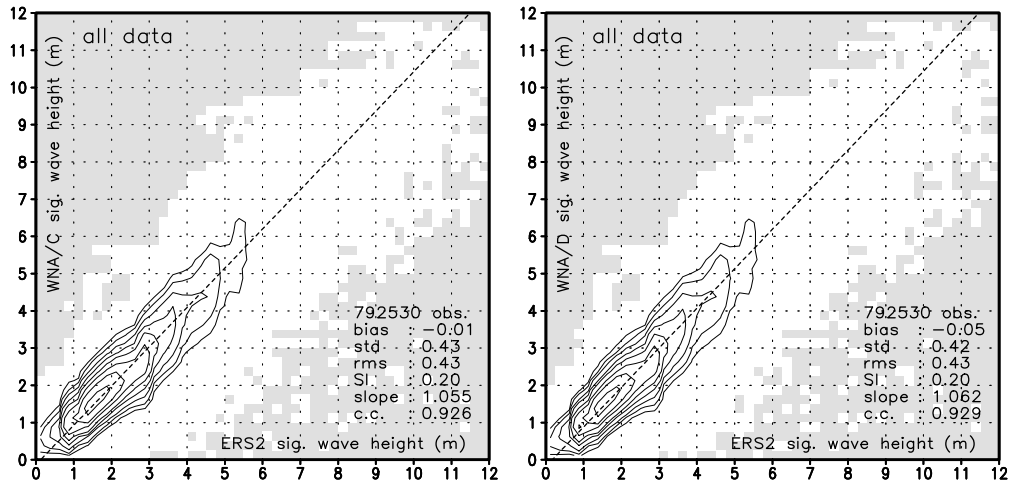 all data
WNA/C sig. wave height (m)
12
11
10
9
8
7
6
5
4
3
2
1
0
792530 obs.
bias : −0.01
std : 0.43
rms : 0.43
SI : 0.20
slope : 1.055
c.c. : 0.926
ERS2 sig. wave height (m)
0 1 2 3 4 5 6 7 8 9 10 11 12
all data
WNA/D sig. wave height (m)
12
11
10
9
8
7
6
5
4
3
2
1
0
792530 obs.
bias : −0.05
std : 0.42
rms : 0.43
SI : 0.20
slope : 1.062
c.c. : 0.929
ERS2 sig. wave height (m)
0 1 2 3 4 5 6 7 8 9 10 11 12